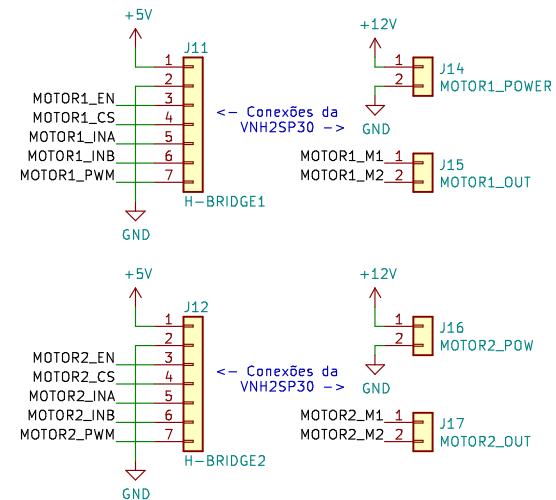 +5V
J11
1
2
MOTOR1_EN 3
MOTOR1_CS 4
MOTOR1_INA 5
MOTOR1_INB 6
MOTOR1_PWM 7
GND
H-BRIDGE1
<- Conexões da
VNH2SP30 ->
+12V
1
2
J14
MOTOR1_POWER
GND
MOTOR1_M1 1
MOTOR1_M2 2
J15
MOTOR1_OUT
+5V
J12
1
2
MOTOR2_EN 3
MOTOR2_CS 4
MOTOR2_INA 5
MOTOR2_INB 6
MOTOR2_PWM 7
GND
H-BRIDGE2
<- Conexões da
VNH2SP30 ->
+12V
1
2
J16
MOTOR2_POW
GND
MOTOR2_M1 1
MOTOR2_M2 2
J17
MOTOR2_OUT